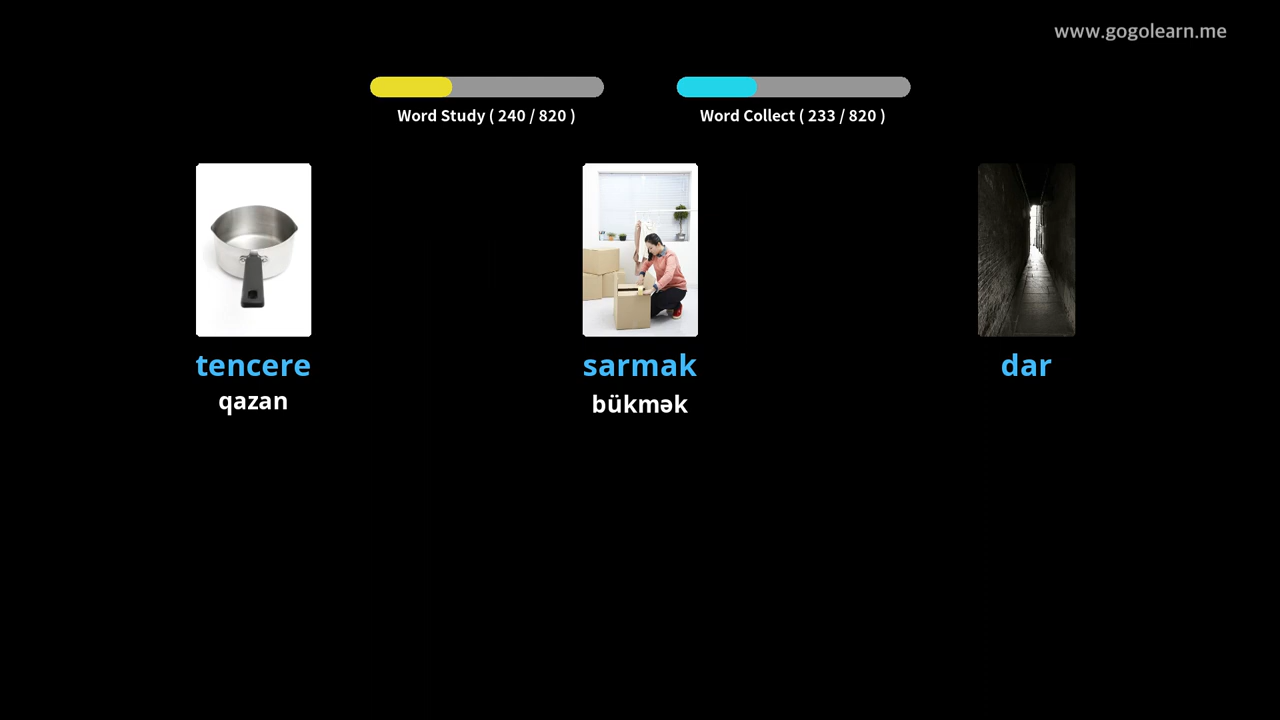 www.gogolearn.me
Word Study ( 240 / 820 )
Word Collect ( 233 / 820 )
tencere
qazan
sarmak
bükmək
dar